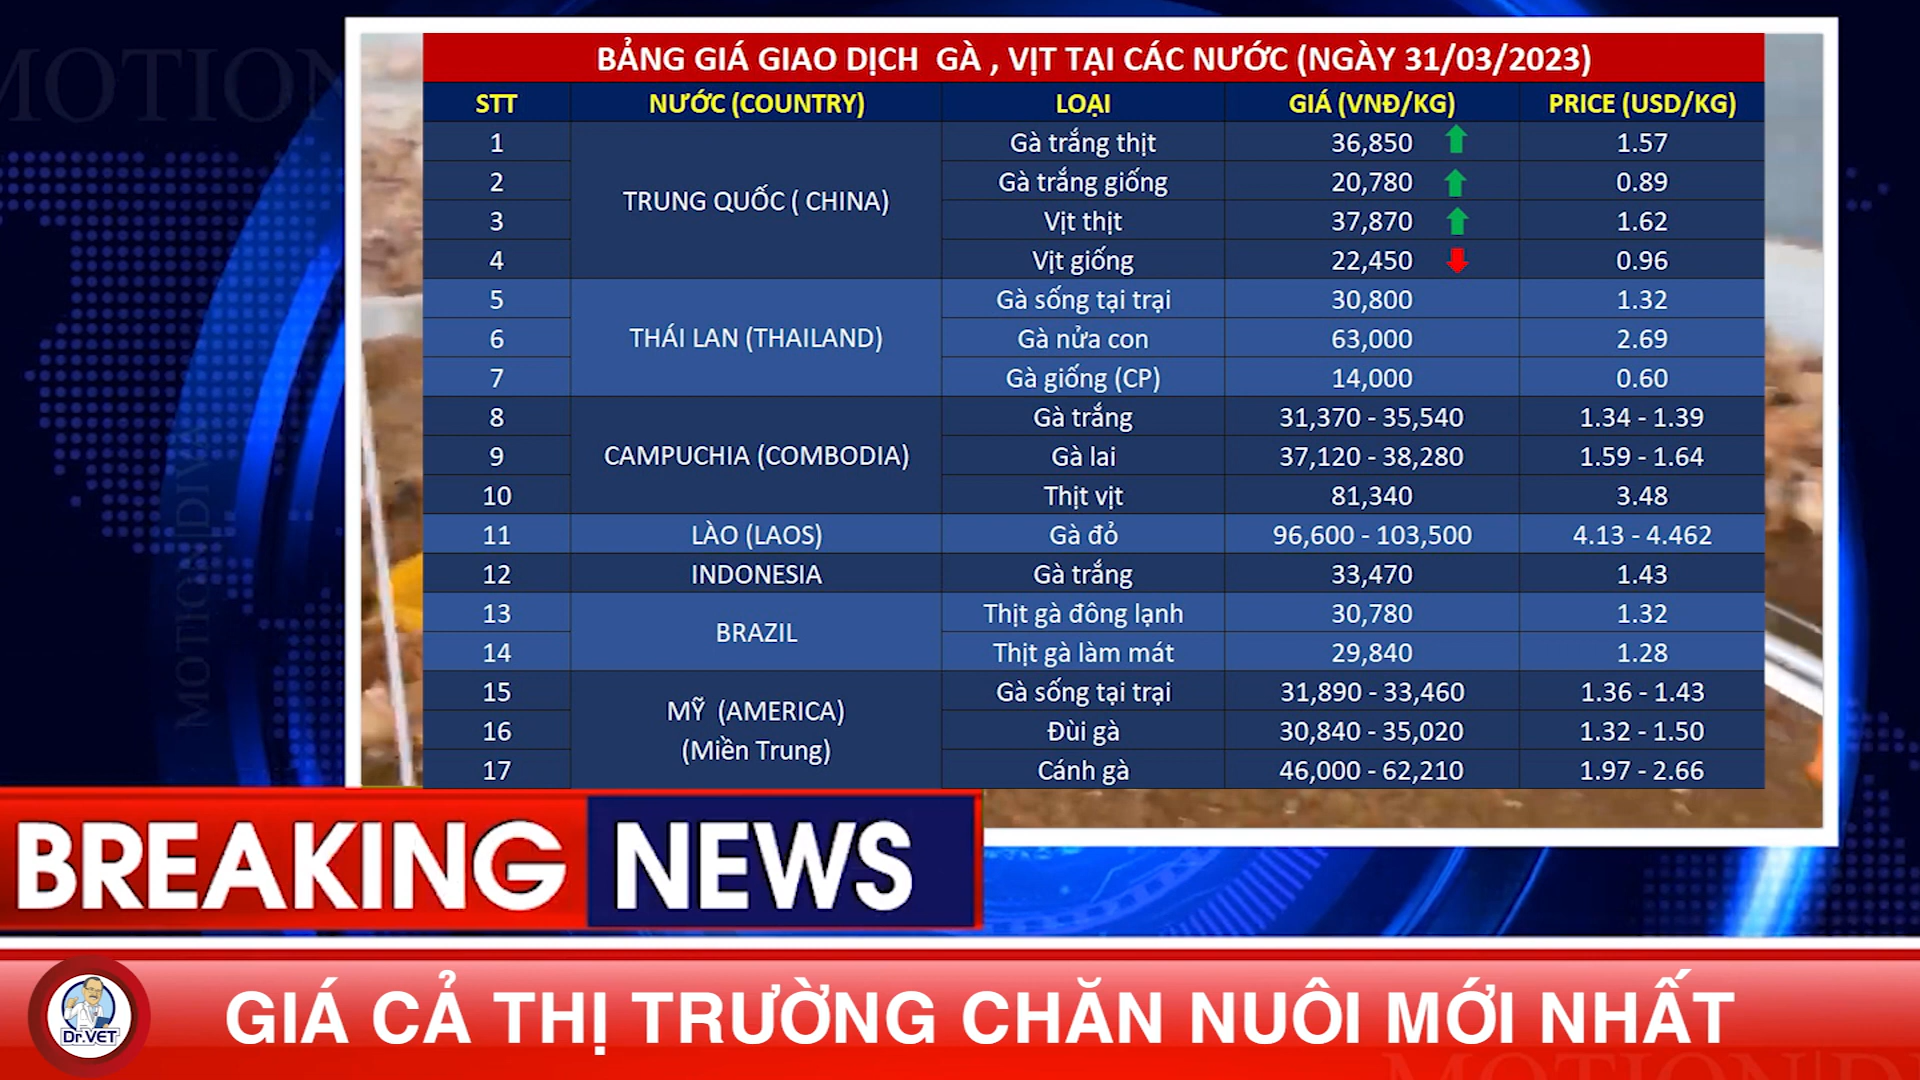 BẢNG GIÁ GIAO DỊCH GÀ , VỊT TẠI CÁC NƯỚC (NGÀY 31/03/2023)
STT NƯỚC (COUNTRY) LOẠI GIÁ (VNĐ/KG) PRICE (USD/KG)
1 TRUNG QUỐC ( CHINA) Gà trắng thịt 36,850 1.57
2 Gà trắng giống 20,780 0.89
3 Vịt thịt 37,870 1.62
4 Vịt giống 22,450 0.96
5 THÁI LAN (THAILAND) Gà sống tại trại 30,800 1.32
6 Gà nửa con 63,000 2.69
7 Gà giống (CP) 14,000 0.60
8 CAMPUCHIA (COMBODIA) Gà trắng 31,370 - 35,540 1.34 - 1.39
9 Gà lai 37,120 - 38,280 1.59 - 1.64
10 Thịt vịt 81,340 3.48
11 LÀO (LAOS) Gà đỏ 96,600 - 103,500 4.13 - 4.462
12 INDONESIA Gà trắng 33,470 1.43
13 BRAZIL Thịt gà đông lạnh 30,780 1.32
14 Thịt gà làm mát 29,840 1.28
15 MỸ (AMERICA) Gà sống tại trại 31,890 - 33,460 1.36 - 1.43
16 (Miền Trung) Đùi gà 30,840 - 35,020 1.32 - 1.50
17 Cánh gà 46,000 - 62,210 1.97 - 2.66
BREAKING NEWS
Dr.VET
GIÁ CẢ THỊ TRƯỜNG CHĂN NUÔI MỚI NHẤT